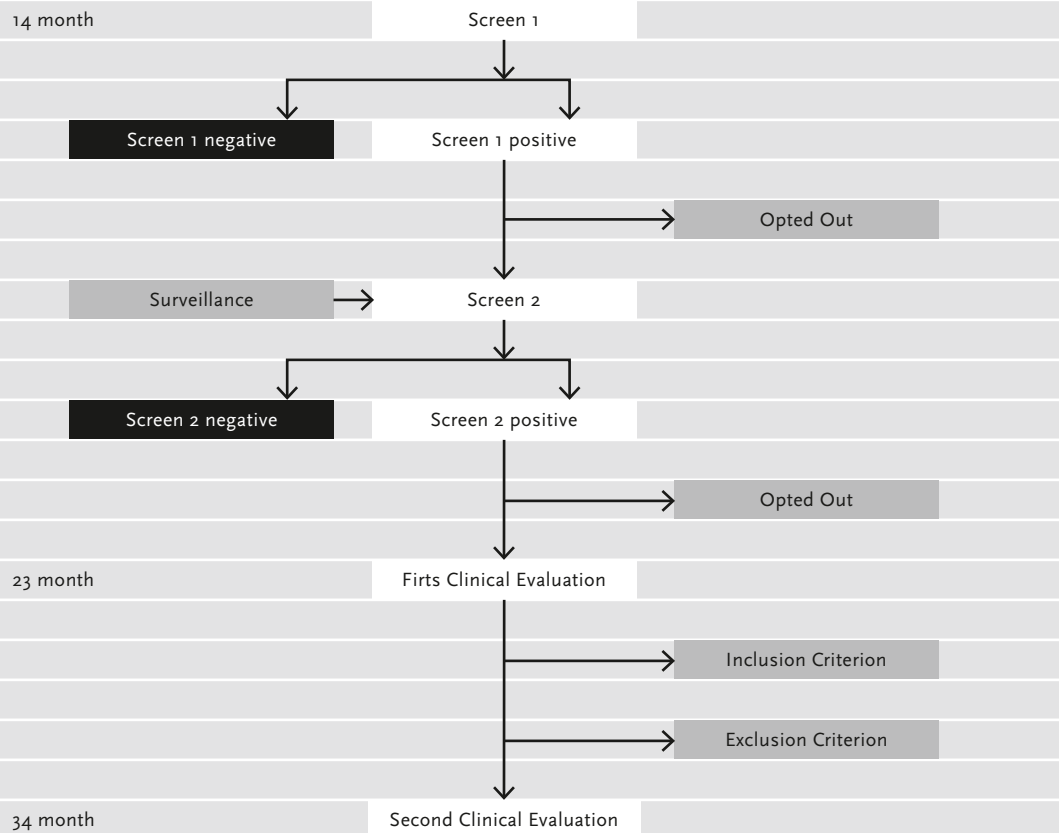 14 month
Screen 1
Screen 1 negative
Screen 1 positive
Opted Out
Surveillance
Screen 2
Screen 2 negative
Screen 2 positive
Opted Out
23 month
Firts Clinical Evaluation
Inclusion Criterion
Exclusion Criterion
34 month
Second Clinical Evaluation